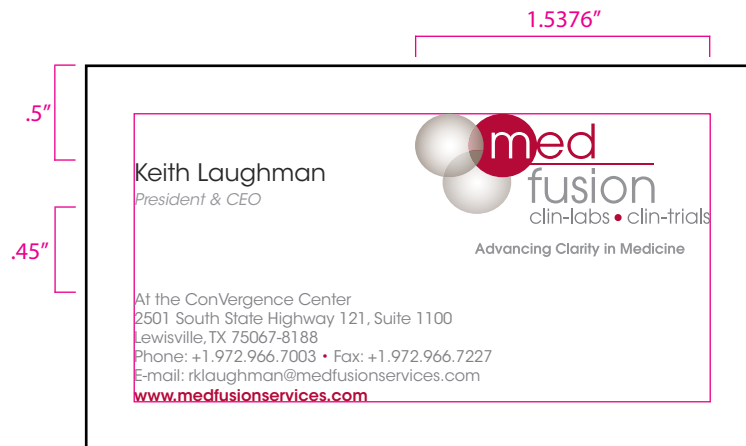 1.5376”
.5”
med
fusion
clin-labs • clin-trials
Keith Laughman
President & CEO
Advancing Clarity in Medicine
.45”
At the ConVergence Center
2501 South State Highway 121, Suite 1100
Lewisville, TX 75067-8188
Phone: +1.972.966.7003 • Fax: +1.972.966.7227
E-mail: rklaughman@medfusionservices.com
www.medfusionservices.com